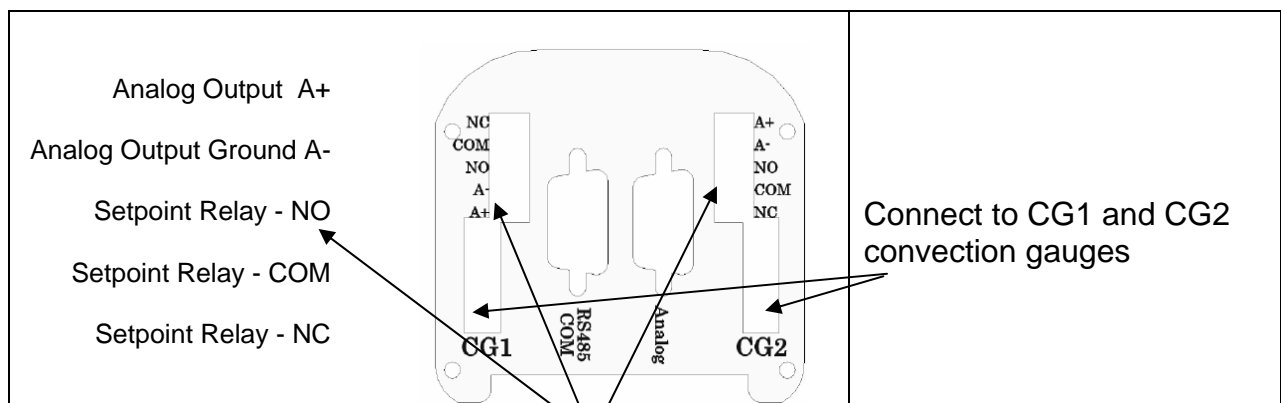 Analog Output A+
Analog Output Ground A-
Setpoint Relay - NO
Setpoint Relay - COM
Setpoint Relay - NC
NC
COM
NO
A-
A+
A+
A-
NO
COM
NC
RS485
COM
Analog
CG1
CG2
Connect to CG1 and CG2
convection gauges